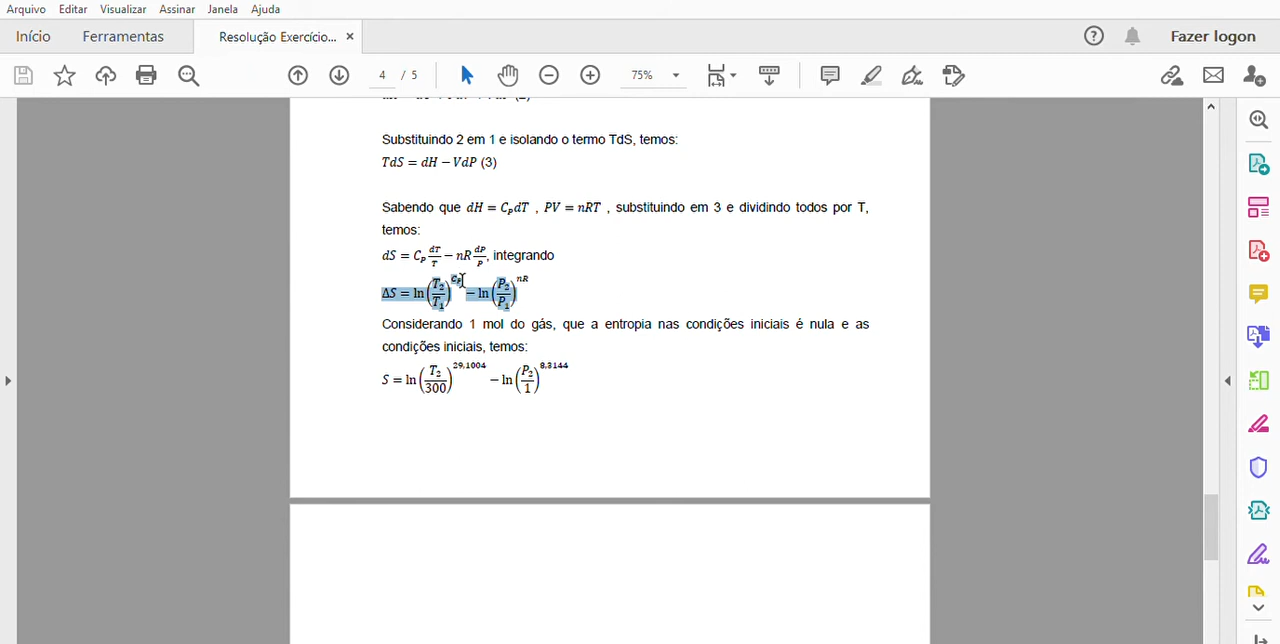 Arquivo Editar Visualizar Assinar Janela Ajuda
Início Ferramentas Resolução Exercício... × Fazer logon
4 / 5 75%
Substituindo 2 em 1 e isolando o termo TdS, temos:
TdS = dH − VdP (3)
Sabendo que dH = C_P dT , PV = nRT , substituindo em 3 e dividindo todos por T,
temos:
dS = C_P dT/T − nR dP/P, integrando
ΔS = ln(T₂/T₁)^(C_P) − ln(P₂/P₁)^(nR)
Considerando 1 mol do gás, que a entropia nas condições iniciais é nula e as
condições iniciais, temos:
S = ln(T₂/300)^(29,1004) − ln(P₂/1)^(8,3144)